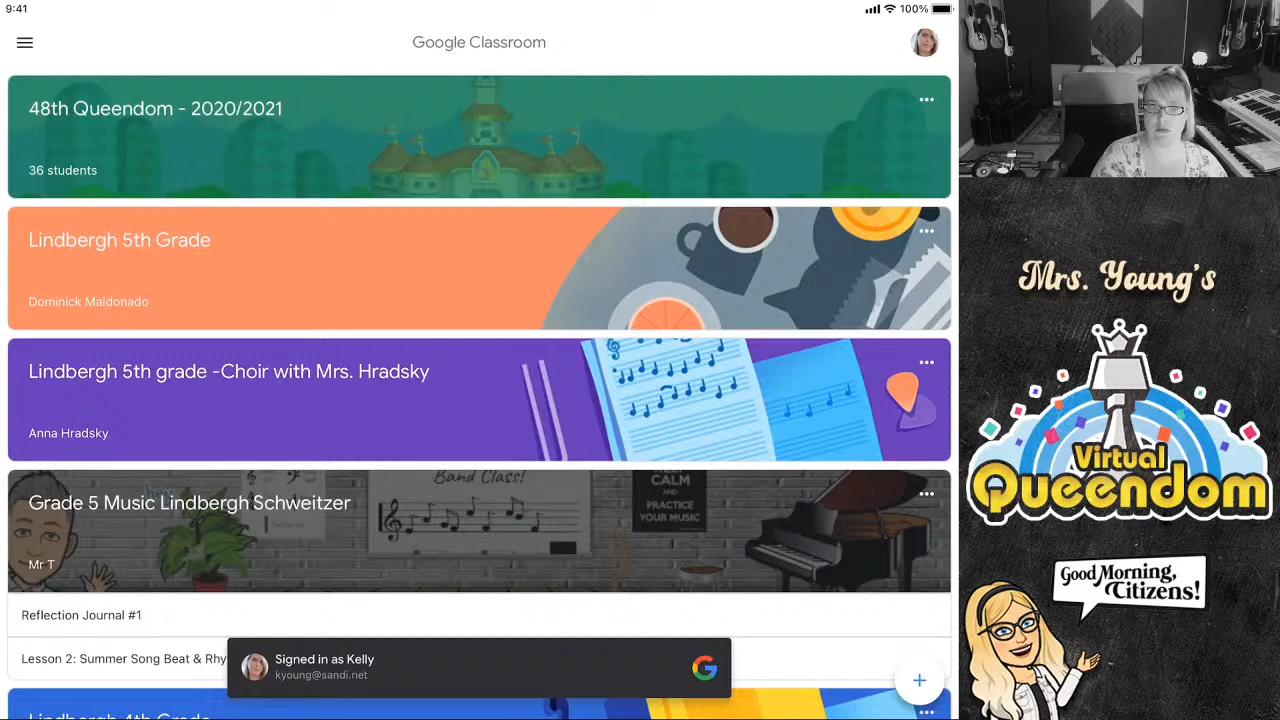 9:41
100%
Google Classroom
48th Queendom - 2020/2021
36 students
Lindbergh 5th Grade
Dominick Maldonado
Lindbergh 5th grade -Choir with Mrs. Hradsky
Anna Hradsky
Band Class!
CALM
AND
PRACTICE
YOUR MUSIC
Grade 5 Music Lindbergh Schweitzer
Mr T
Reflection Journal #1
Lesson 2: Summer Song Beat & Rhy
Signed in as Kelly
kyoung@sandi.net
Lindbergh 4th Grade
Mrs. Young's
Virtual
Queendom
Good Morning,
Citizens!